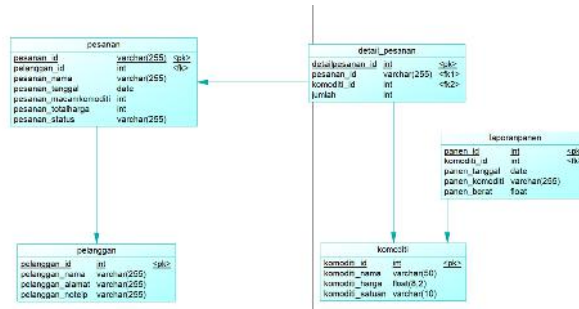 pesanan
pesanan_id varchar(255) <pk>
pelanggan_id int <fk>
pesanan_nama varchar(255)
pesanan_tanggal date
pesanan_macamkomoditi int
pesanan_totalharga int
pesanan_status varchar(255)
detail_pesanan
detailpesanan_id int <pk>
pesanan_id varchar(255) <fk1>
komoditi_id int <fk2>
jumlah int
laporanpanen
panen_id int <pk
komoditi_id int <fk
panen_tanggal date
panen_komoditi varchar(255)
panen_berat float
pelanggan
pelanggan_id int <pk>
pelanggan_nama varchar(255)
pelanggan_alamat varchar(255)
pelanggan_notelp varchar(255)
komoditi
komoditi_id int <pk>
komoditi_nama varchar(50)
komoditi_harga float(8,2)
komoditi_satuan varchar(10)